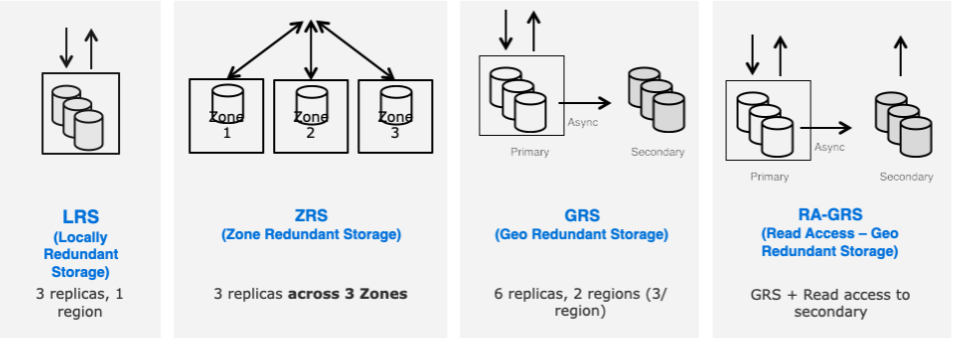 Zone
1
Zone
2
Zone
3
Async
Primary
Secondary
Async
Primary
Secondary
LRS
(Locally
Redundant
Storage)
3 replicas, 1
region
ZRS
(Zone Redundant Storage)
3 replicas across 3 Zones
GRS
(Geo Redundant Storage)
6 replicas, 2 regions (3/
region)
RA-GRS
(Read Access – Geo
Redundant Storage)
GRS + Read access to
secondary